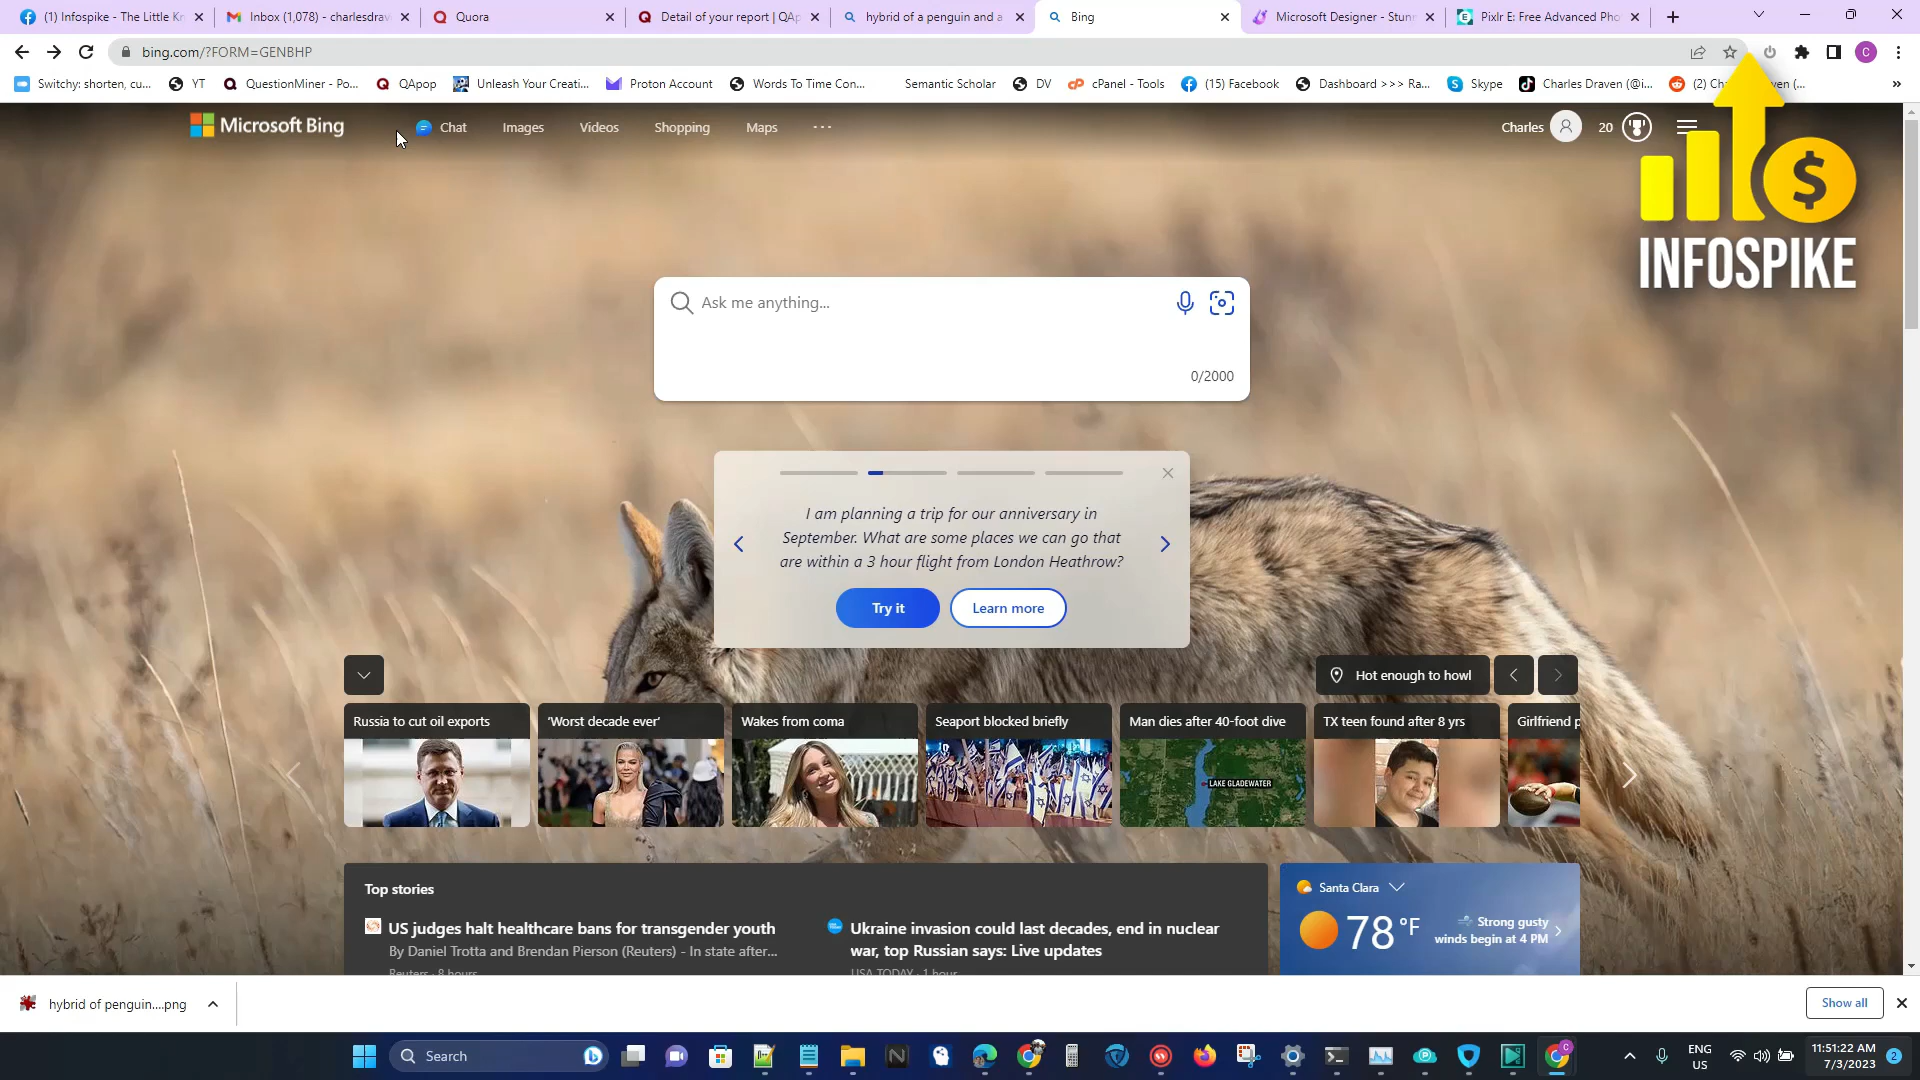 (1) Infospike - The Little Kr
Inbox (1,078) - charlesdrav
Quora
Detail of your report | QAp
hybrid of a penguin and a
Bing
Microsoft Designer - Stunn
Pixlr E: Free Advanced Pho
bing.com/?FORM=GENBHP
C
Switchy: shorten, cu...
YT
QuestionMiner - Po...
QApop
Unleash Your Creati...
Proton Account
Words To Time Con...
Semantic Scholar
DV
cPanel - Tools
(15) Facebook
Dashboard >>> Ra...
Skype
Charles Draven (@i...
»
Microsoft Bing
Chat
Images
Videos
Shopping
Maps
Charles
20
$
INFOSPIKE
Ask me anything...
0/2000
I am planning a trip for our anniversary in
September. What are some places we can go that
are within a 3 hour flight from London Heathrow?
Try it
Learn more
Hot enough to howl
Russia to cut oil exports
'Worst decade ever'
Wakes from coma
Seaport blocked briefly
Man dies after 40-foot dive
TX teen found after 8 yrs
Girlfriend p
LAKE GLADEWATER
Top stories
US judges halt healthcare bans for transgender youth
By Daniel Trotta and Brendan Pierson (Reuters) - In state after...
Reuters · 8 hours
Ukraine invasion could last decades, end in nuclear
war, top Russian says: Live updates
USA TODAY · 1 hour
Santa Clara
78 °F
Strong gusty
winds begin at 4 PM
hybrid of penguin....png
Show all
Search
ENG
US
11:51:22 AM
7/3/2023
2